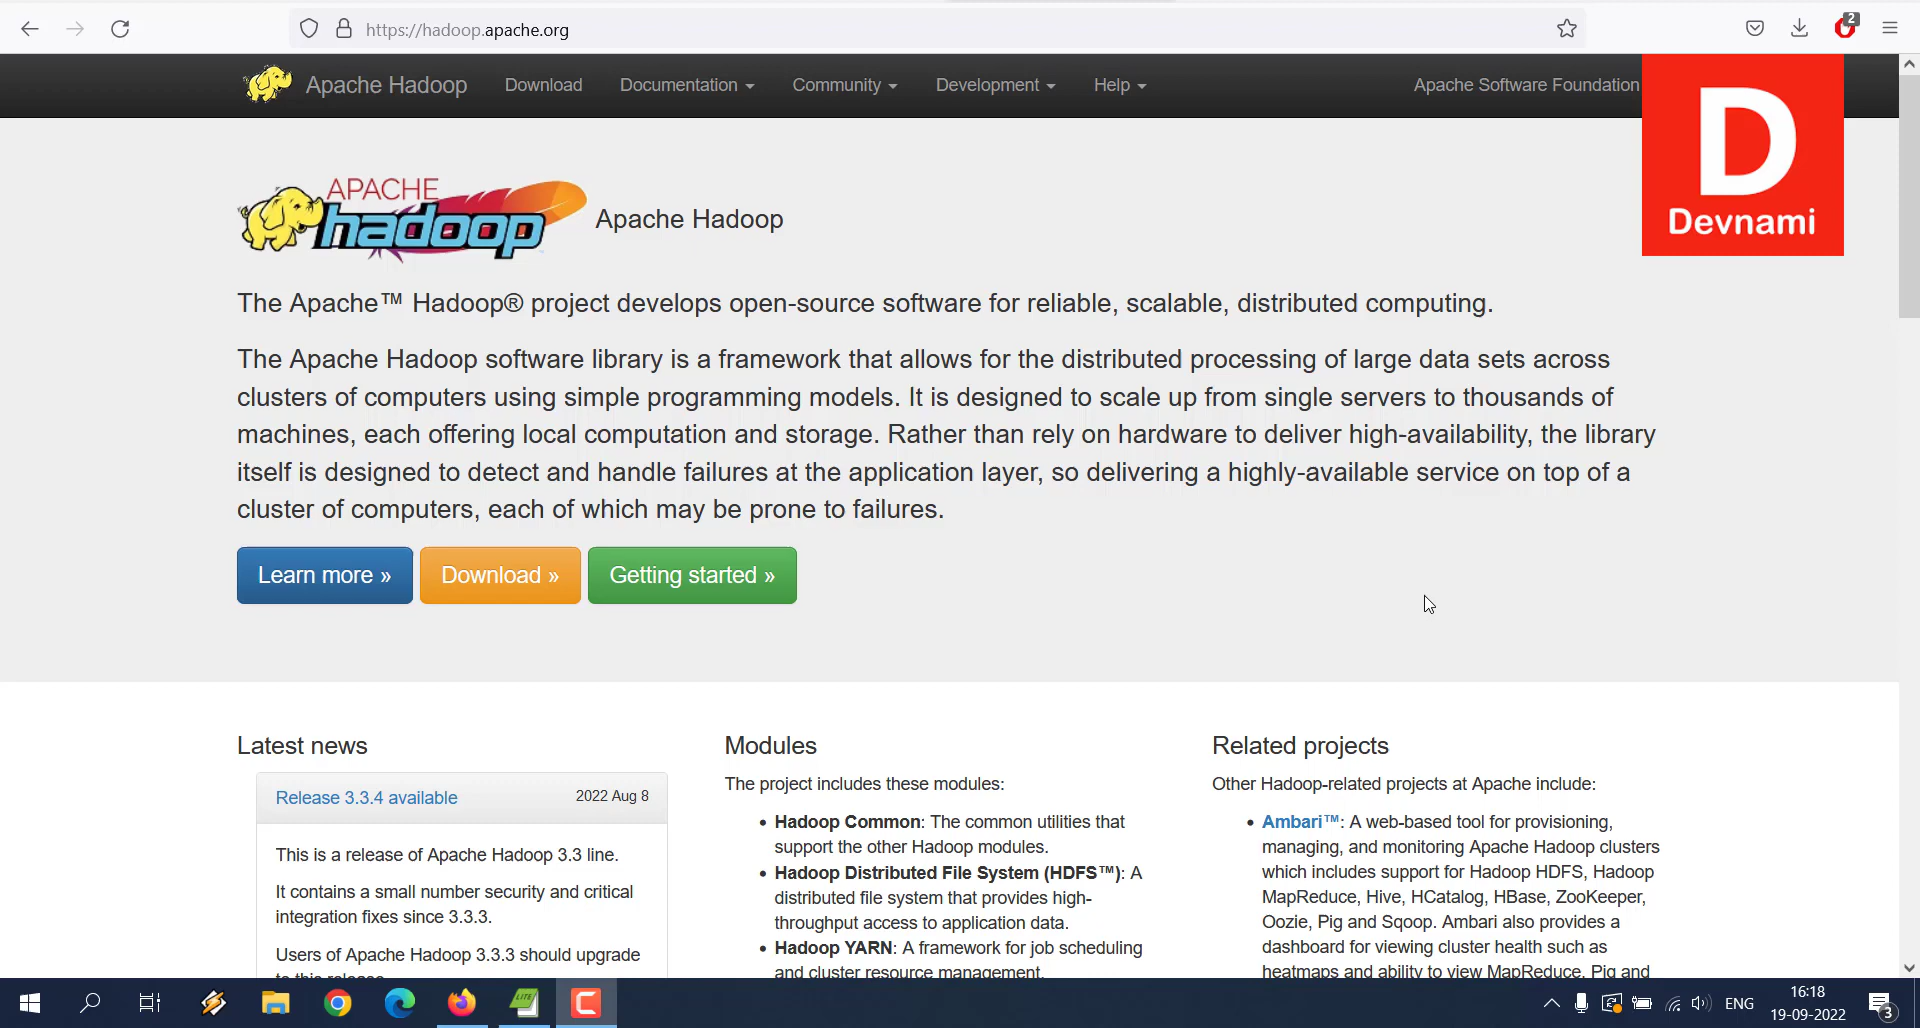 https://hadoop.apache.org
2
Apache Hadoop
Download
Documentation
Community
Development
Help
Apache Software Foundation
D
Devnami
APACHE
hadoop
Apache Hadoop
The Apache™ Hadoop® project develops open-source software for reliable, scalable, distributed computing.
The Apache Hadoop software library is a framework that allows for the distributed processing of large data sets across
clusters of computers using simple programming models. It is designed to scale up from single servers to thousands of
machines, each offering local computation and storage. Rather than rely on hardware to deliver high-availability, the library
itself is designed to detect and handle failures at the application layer, so delivering a highly-available service on top of a
cluster of computers, each of which may be prone to failures.
Learn more »
Download »
Getting started »
Latest news
Release 3.3.4 available
2022 Aug 8
This is a release of Apache Hadoop 3.3 line.
It contains a small number security and critical
integration fixes since 3.3.3.
Users of Apache Hadoop 3.3.3 should upgrade
to this release.
Modules
The project includes these modules:
• Hadoop Common: The common utilities that
support the other Hadoop modules.
• Hadoop Distributed File System (HDFS™): A
distributed file system that provides high-
throughput access to application data.
• Hadoop YARN: A framework for job scheduling
and cluster resource management.
Related projects
Other Hadoop-related projects at Apache include:
• Ambari™: A web-based tool for provisioning,
managing, and monitoring Apache Hadoop clusters
which includes support for Hadoop HDFS, Hadoop
MapReduce, Hive, HCatalog, HBase, ZooKeeper,
Oozie, Pig and Sqoop. Ambari also provides a
dashboard for viewing cluster health such as
heatmaps and ability to view MapReduce, Pig and
LITE
ENG
16:18
19-09-2022
3